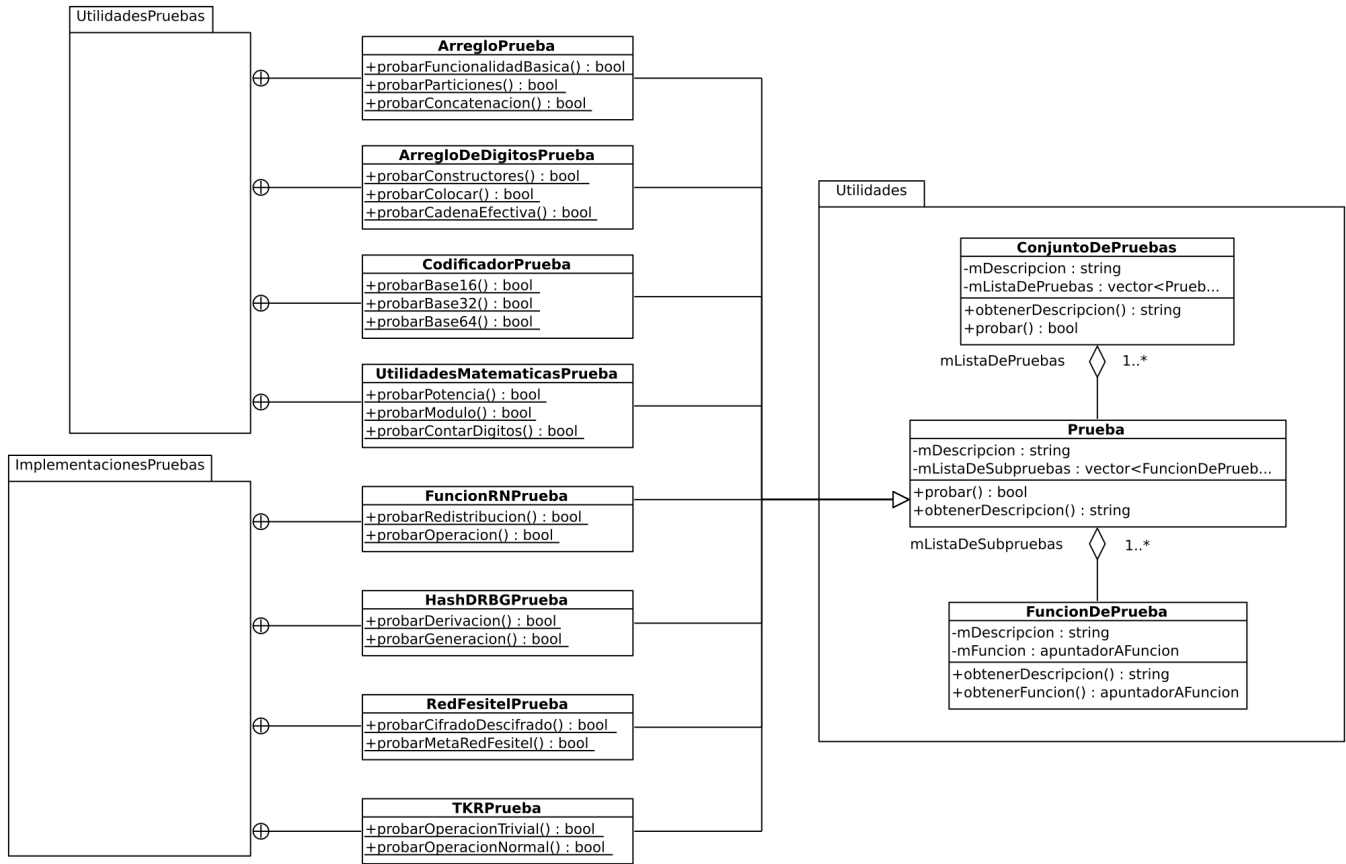 UtilidadesPruebas
ArregloPrueba
+probarFuncionalidadBasica() : bool
+probarParticiones() : bool
+probarConcatenacion() : bool
ArregloDeDigitosPrueba
+probarConstructores() : bool
+probarColocar() : bool
+probarCadenaEfectiva() : bool
CodificadorPrueba
+probarBase16() : bool
+probarBase32() : bool
+probarBase64() : bool
UtilidadesMatematicasPrueba
+probarPotencia() : bool
+probarModulo() : bool
+probarContarDigitos() : bool
ImplementacionesPruebas
FuncionRNPrueba
+probarRedistribucion() : bool
+probarOperacion() : bool
HashDRBGPrueba
+probarDerivacion() : bool
+probarGeneracion() : bool
RedFesitelPrueba
+probarCifradoDescifrado() : bool
+probarMetaRedFesitel() : bool
TKRPrueba
+probarOperacionTrivial() : bool
+probarOperacionNormal() : bool
Utilidades
ConjuntoDePruebas
-mDescripcion : string
-mListaDePruebas : vector<Prueb...
+obtenerDescripcion() : string
+probar() : bool
mListaDePruebas 1..*
Prueba
-mDescripcion : string
-mListaDeSubpruebas : vector<FuncionDePrueb...
+probar() : bool
+obtenerDescripcion() : string
mListaDeSubpruebas 1..*
FuncionDePrueba
-mDescripcion : string
-mFuncion : apuntadorAFuncion
+obtenerDescripcion() : string
+obtenerFuncion() : apuntadorAFuncion